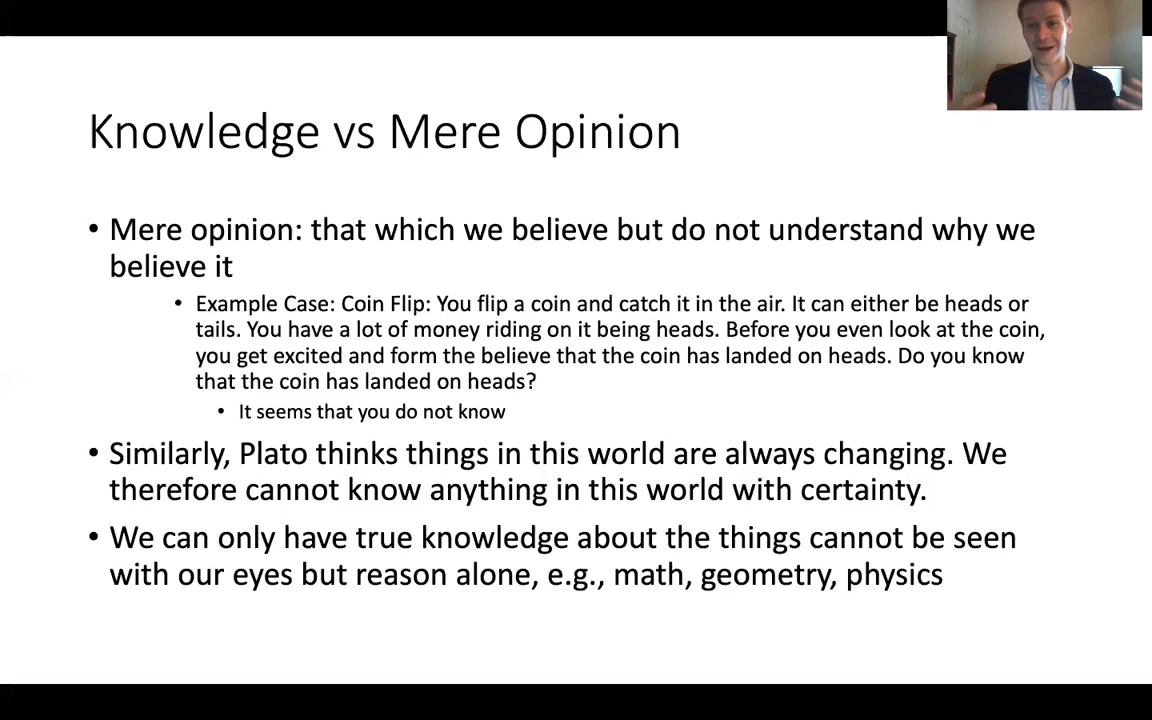 Knowledge vs Mere Opinion
• Mere opinion: that which we believe but do not understand why we
believe it
• Example Case: Coin Flip: You flip a coin and catch it in the air. It can either be heads or
tails. You have a lot of money riding on it being heads. Before you even look at the coin,
you get excited and form the believe that the coin has landed on heads. Do you know
that the coin has landed on heads?
• It seems that you do not know
• Similarly, Plato thinks things in this world are always changing. We
therefore cannot know anything in this world with certainty.
• We can only have true knowledge about the things cannot be seen
with our eyes but reason alone, e.g., math, geometry, physics